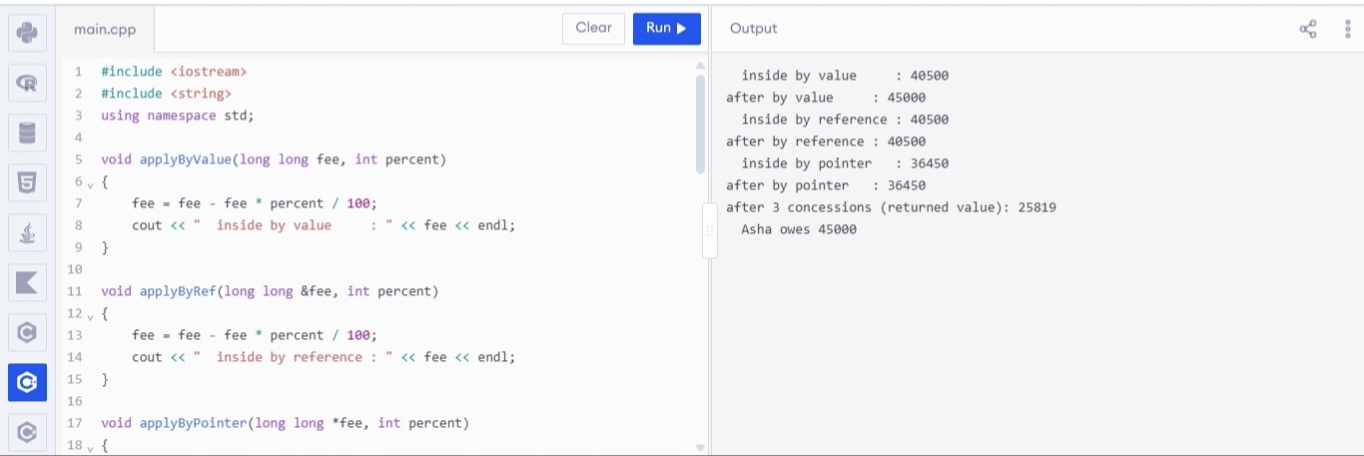 main.cpp
Clear
Run
1 #include <iostream>
2 #include <string>
3 using namespace std;
4
5 void applyByValue(long long fee, int percent)
6 {
7     fee = fee - fee * percent / 100;
8     cout << "  inside by value     : " << fee << endl;
9 }
10
11 void applyByRef(long long &fee, int percent)
12 {
13     fee = fee - fee * percent / 100;
14     cout << "  inside by reference : " << fee << endl;
15 }
16
17 void applyByPointer(long long *fee, int percent)
18 {
Output
  inside by value     : 40500
after by value     : 45000
  inside by reference : 40500
after by reference : 40500
  inside by pointer   : 36450
after by pointer   : 36450
after 3 concessions (returned value): 25819
  Asha owes 45000